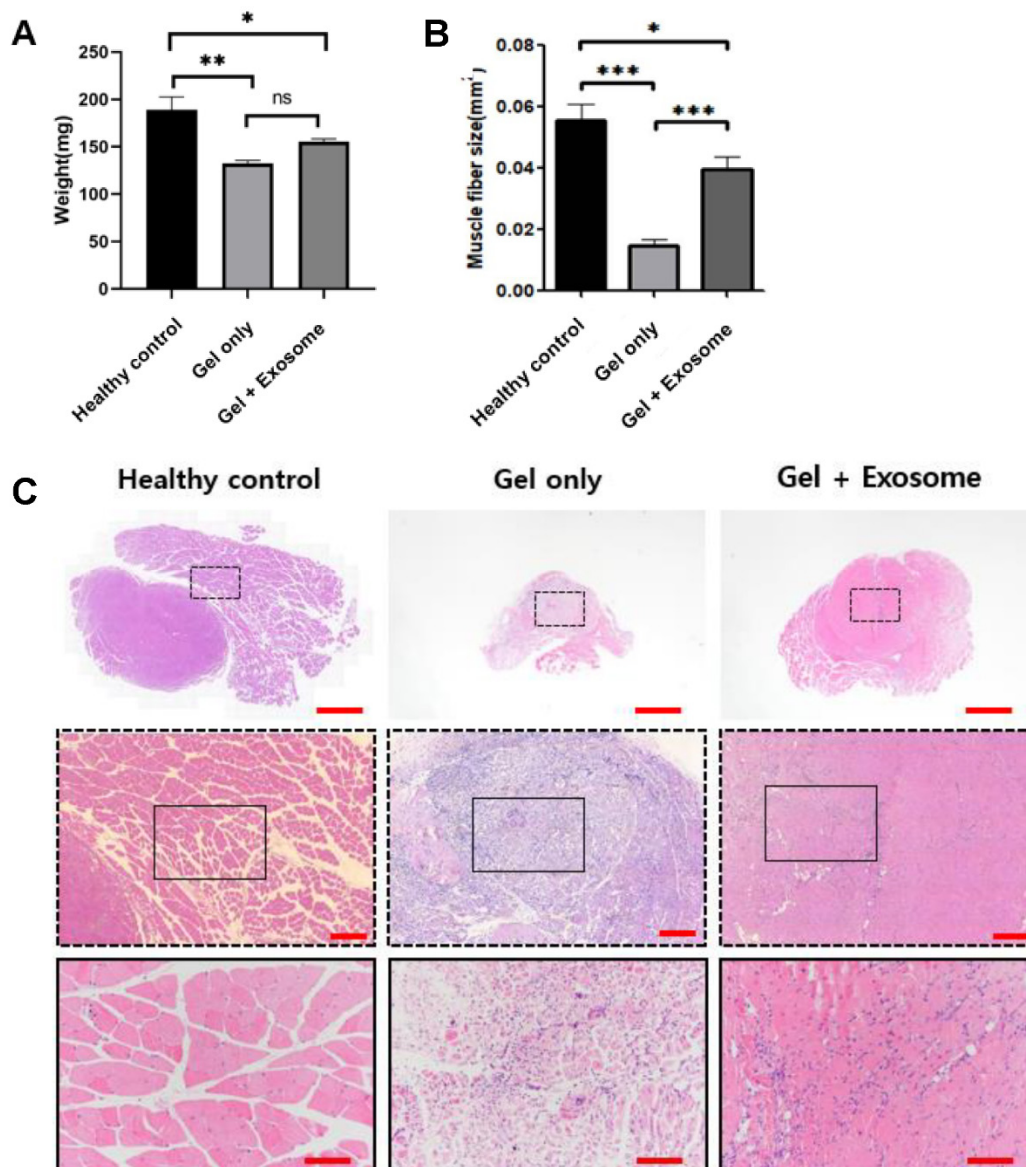 A
*
**
ns
250
200
150
100
50
0
Weight(mg)
Healthy control
Gel only
Gel + Exosome
B
*
***
***
0.08
0.06
0.04
0.02
0.00
Muscle fiber size(mm²)
Healthy control
Gel only
Gel + Exosome
C
Healthy control
Gel only
Gel + Exosome